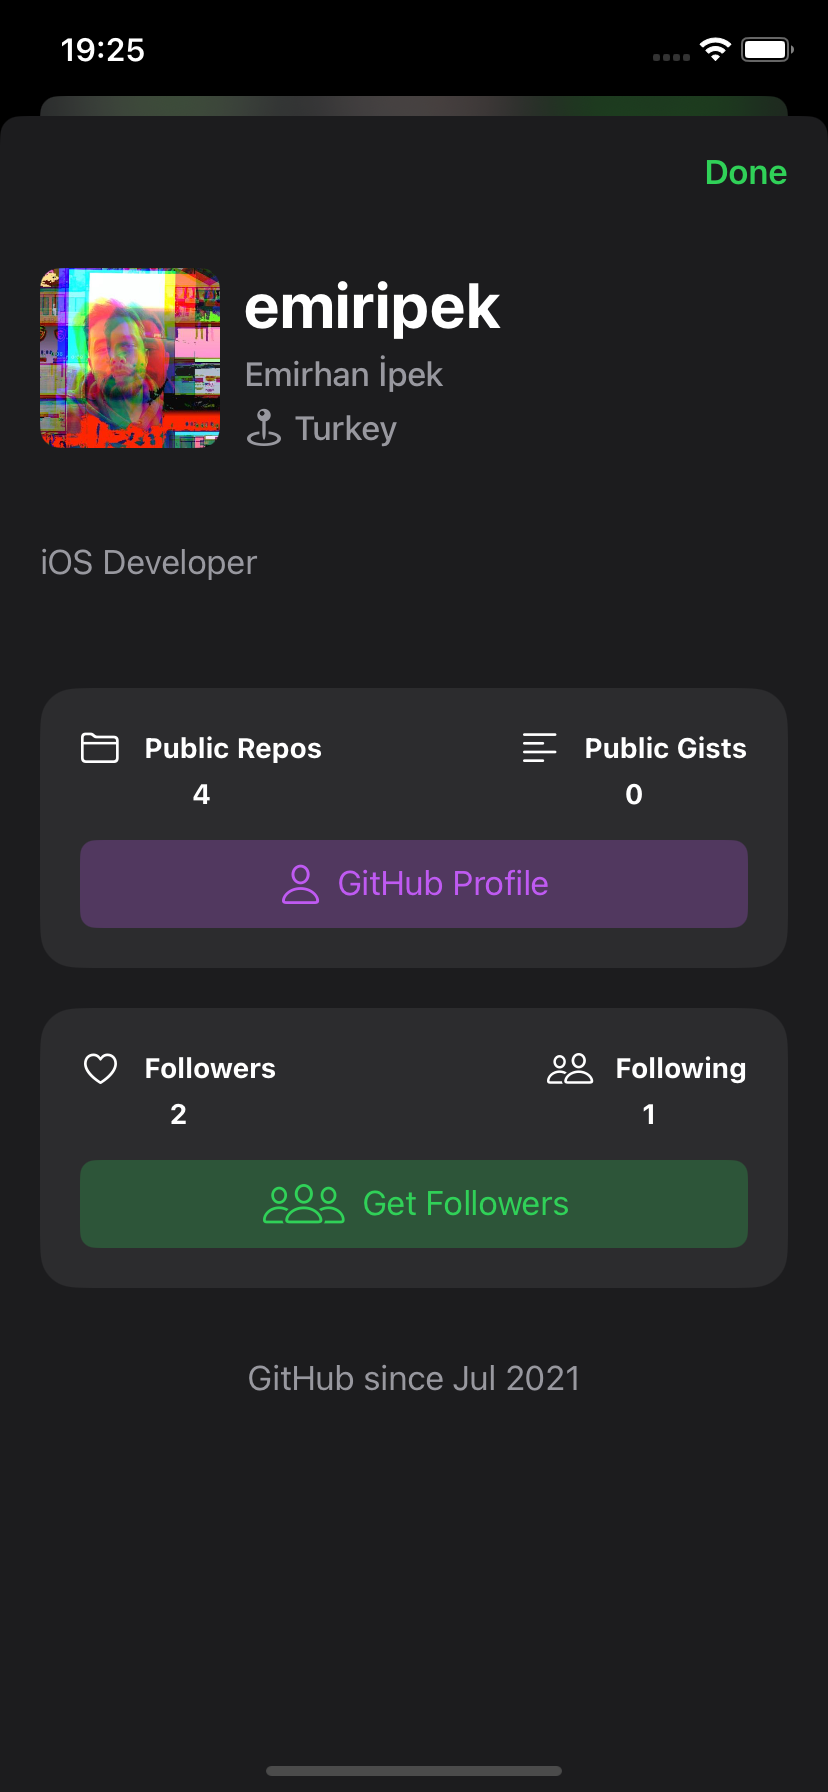 19:25
Done
emiripek
Emirhan İpek
Turkey
iOS Developer
Public Repos
4
Public Gists
0
GitHub Profile
Followers
2
Following
1
Get Followers
GitHub since Jul 2021